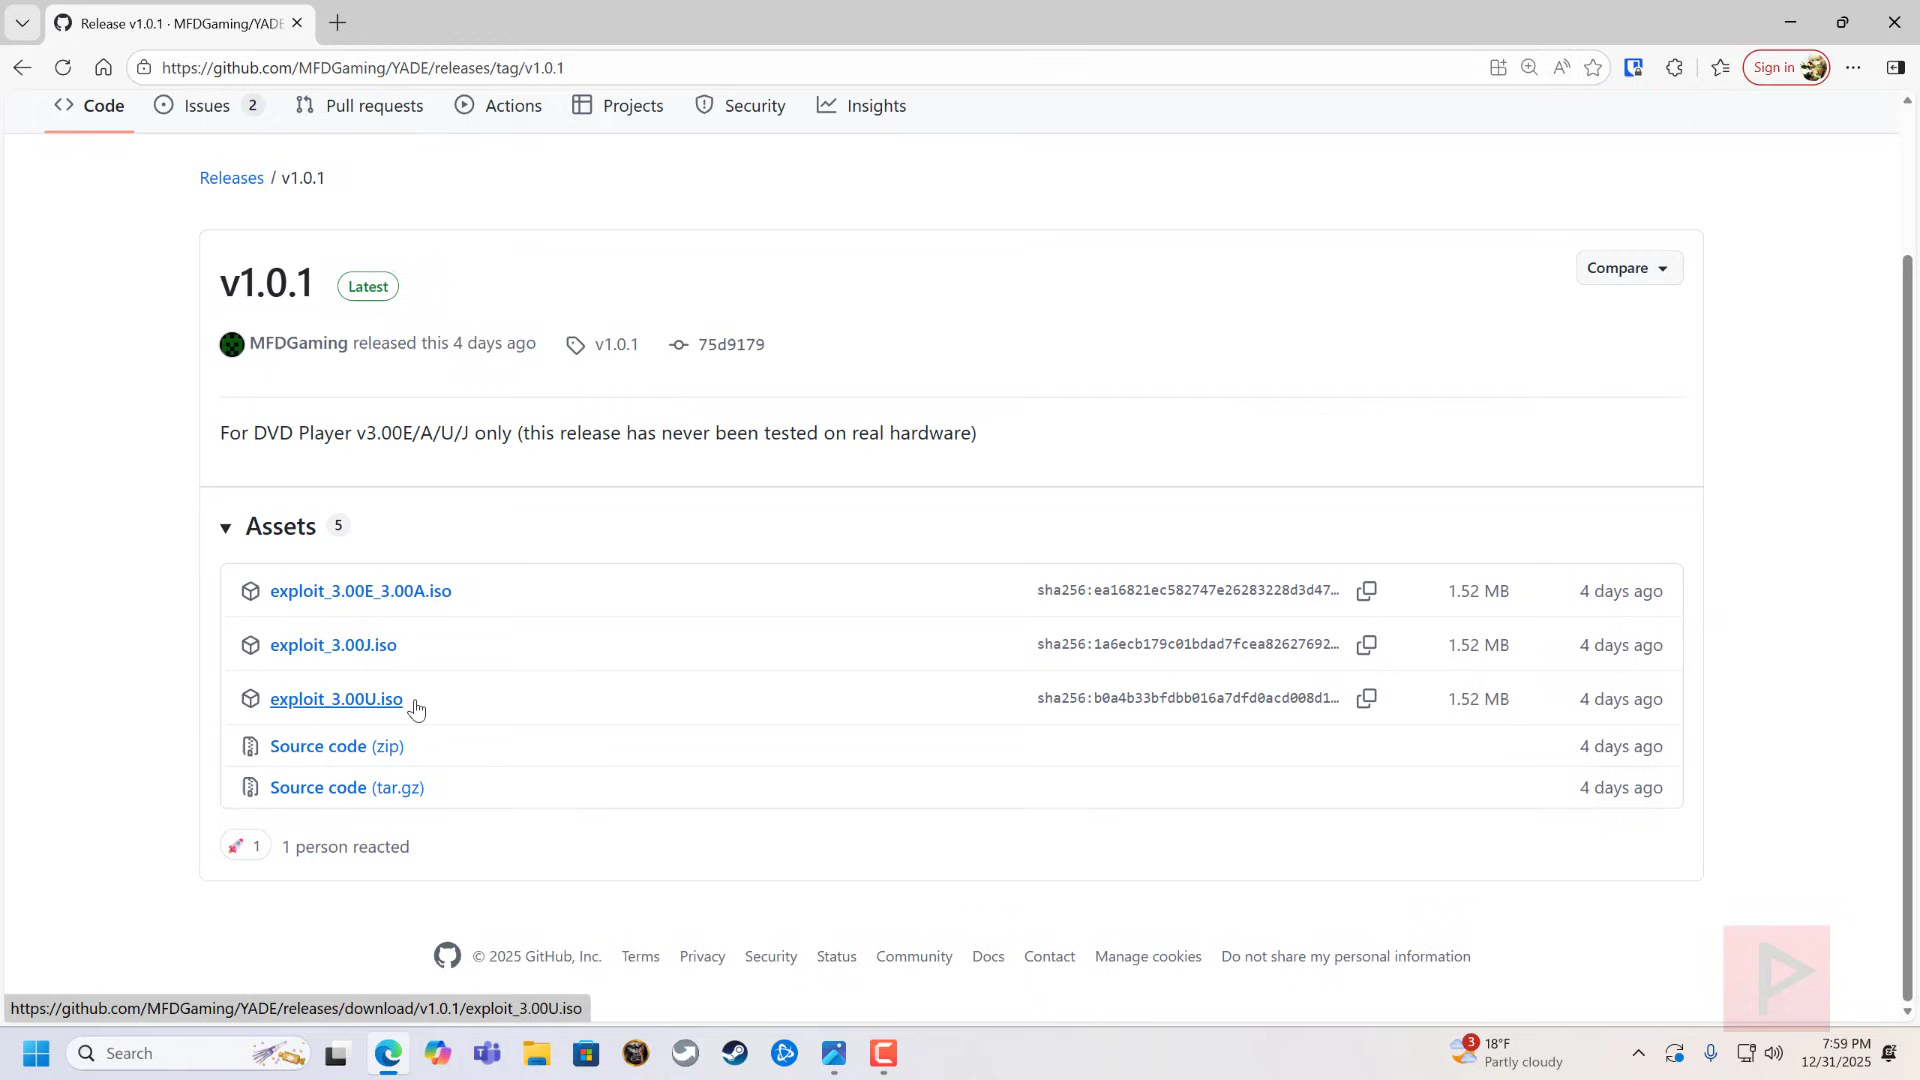 Release v1.0.1 · MFDGaming/YADE
https://github.com/MFDGaming/YADE/releases/tag/v1.0.1
Sign in
Code Issues 2 Pull requests Actions Projects Security Insights
Releases / v1.0.1
v1.0.1 Latest Compare
MFDGaming released this 4 days ago v1.0.1 75d9179
For DVD Player v3.00E/A/U/J only (this release has never been tested on real hardware)
Assets 5
exploit_3.00E_3.00A.iso sha256:ea16821ec582747e26283228d3d47… 1.52 MB 4 days ago
exploit_3.00J.iso sha256:1a6ecb179c01bdad7fcea82627692… 1.52 MB 4 days ago
exploit_3.00U.iso sha256:b0a4b33bfdbb016a7dfd0acd008d1… 1.52 MB 4 days ago
Source code (zip) 4 days ago
Source code (tar.gz) 4 days ago
1 1 person reacted
© 2025 GitHub, Inc. Terms Privacy Security Status Community Docs Contact Manage cookies Do not share my personal information
https://github.com/MFDGaming/YADE/releases/download/v1.0.1/exploit_3.00U.iso
Search
3 18°F
Partly cloudy
7:59 PM
12/31/2025